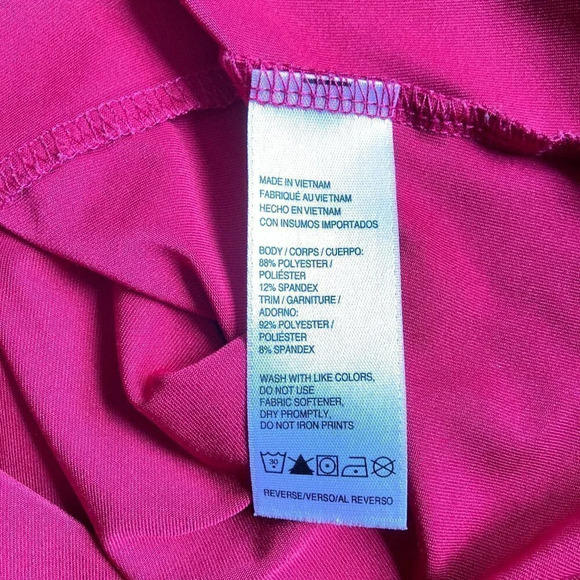 MADE IN VIETNAM
FABRIQUÉ AU VIETNAM
HECHO EN VIETNAM
CON INSUMOS IMPORTADOS
BODY / CORPS / CUERPO:
88% POLYESTER /
POLIÉSTER
12% SPANDEX
TRIM / GARNITURE /
ADORNO:
92% POLYESTER /
POLIÉSTER
8% SPANDEX
WASH WITH LIKE COLORS,
DO NOT USE
FABRIC SOFTENER,
DRY PROMPTLY,
DO NOT IRON PRINTS
30
REVERSE/VERSO/AL REVERSO